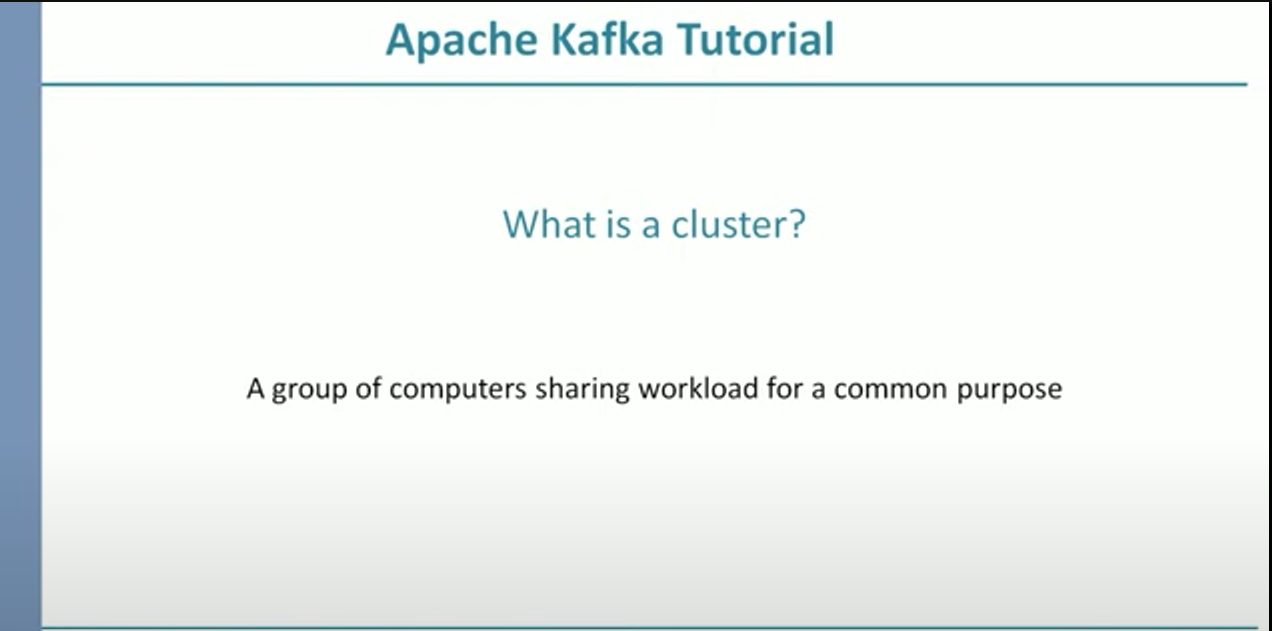 Apache Kafka Tutorial
What is a cluster?
A group of computers sharing workload for a common purpose